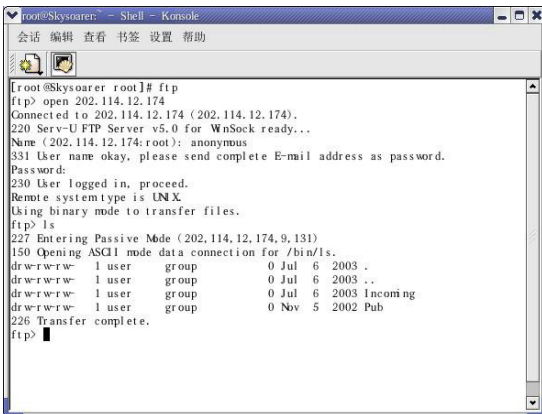 root@Skysoarer:~ - Shell - Konsole
会话 编辑 查看 书签 设置 帮助
[root@Skysoarer root]# ftp
ftp> open 202.114.12.174
Connected to 202.114.12.174 (202.114.12.174).
220 Serv-U FTP Server v5.0 for WinSock ready...
Name (202.114.12.174:root): anonymous
331 User name okay, please send complete E-mail address as password.
Password:
230 User logged in, proceed.
Remote system type is UNIX.
Using binary mode to transfer files.
ftp> ls
227 Entering Passive Mode (202,114,12,174,9,131)
150 Opening ASCII mode data connection for /bin/ls.
drw-rw-rw- 1 user group 0 Jul 6 2003 .
drw-rw-rw- 1 user group 0 Jul 6 2003 ..
drw-rw-rw- 1 user group 0 Jul 6 2003 Incoming
drw-rw-rw- 1 user group 0 Nov 5 2002 Pub
226 Transfer complete.
ftp>